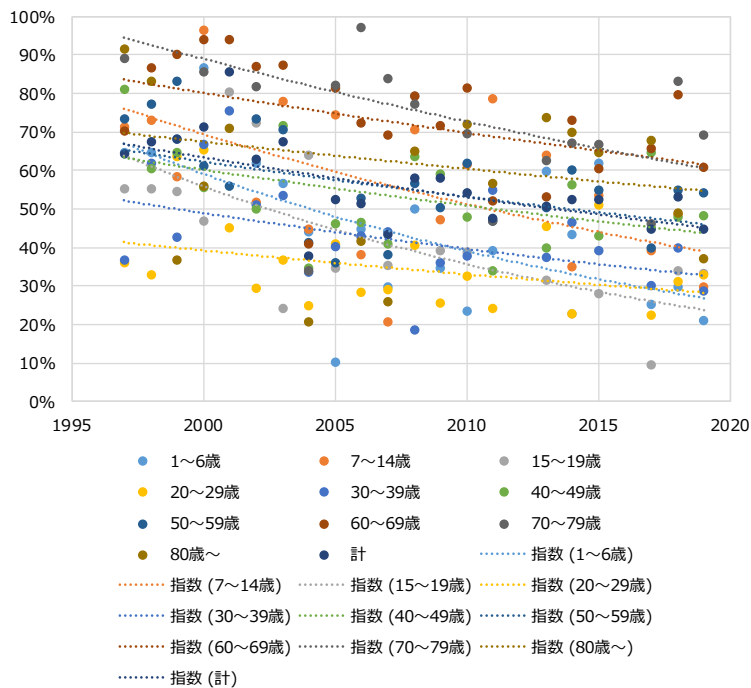 100%
90%
80%
70%
60%
50%
40%
30%
20%
10%
0%
1995 2000 2005 2010 2015 2020
1～6歳 7～14歳 15～19歳
20～29歳 30～39歳 40～49歳
50～59歳 60～69歳 70～79歳
80歳～ 計 指数 (1～6歳)
指数 (7～14歳) 指数 (15～19歳) 指数 (20～29歳)
指数 (30～39歳) 指数 (40～49歳) 指数 (50～59歳)
指数 (60～69歳) 指数 (70～79歳) 指数 (80歳～)
指数 (計)